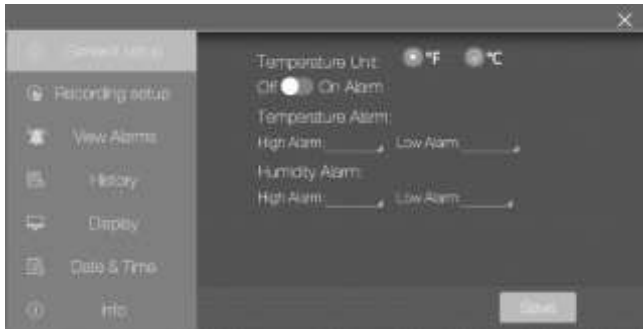 General setup
Temperature Unit: °F °C
Off On Alarm
Recording setup
Temperature Alarm:
View Alarms
High Alarm: Low Alarm:
History
Humidity Alarm:
High Alarm: Low Alarm:
Display
Date & Time
Info
Save